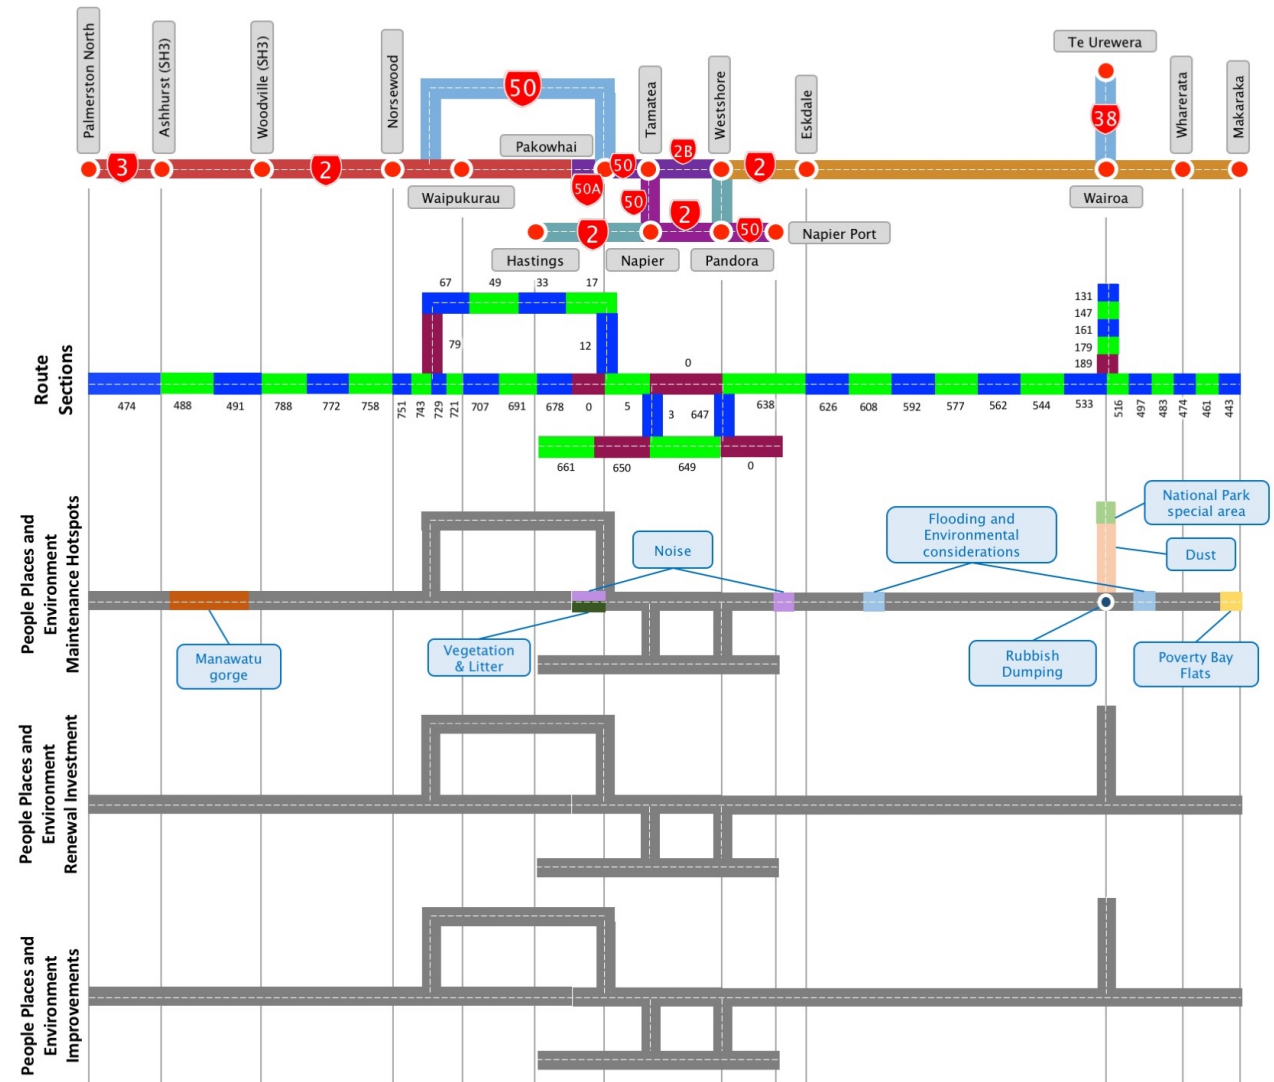 Palmerston North
Ashhurst (SH3)
Woodville (SH3)
Norsewood
Tamatea
Westshore
Eskdale
Te Urewera
Wharerata
Makaraka
50
38
Pakowhai
3
2
50
2B
2
50A
Waipukurau
Wairoa
50
2
2
50
Napier Port
Hastings
Napier
Pandora
Route
Sections
67
49
33
17
79
12
0
131
147
161
179
189
474
488
491
788
772
758
751
743
729
721
707
691
678
0
5
3
647
638
626
608
592
577
562
544
533
516
497
483
474
461
443
661
650
649
0
People Places and
Environment
Maintenance Hotspots
National Park
special area
Flooding and
Environmental
considerations
Noise
Dust
Manawatu
gorge
Vegetation
& Litter
Rubbish
Dumping
Poverty Bay
Flats
People Places and
Environment
Renewal Investment
People Places and
Environment
Improvements